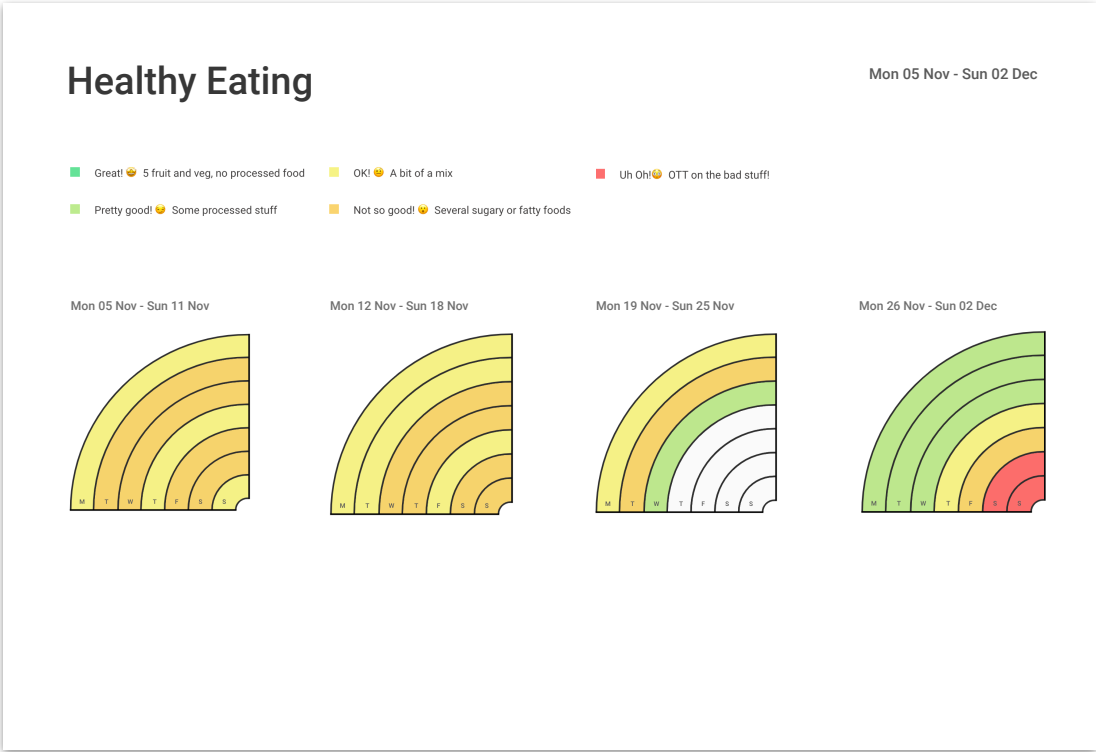 Healthy Eating
Mon 05 Nov - Sun 02 Dec
Great! 🤩 5 fruit and veg, no processed food
OK! 😊 A bit of a mix
Uh Oh!😳 OTT on the bad stuff!
Pretty good! 😏 Some processed stuff
Not so good! 😮 Several sugary or fatty foods
Mon 05 Nov - Sun 11 Nov
Mon 12 Nov - Sun 18 Nov
Mon 19 Nov - Sun 25 Nov
Mon 26 Nov - Sun 02 Dec
M T W T F S S
M T W T F S S
M T W T F S S
M T W T F S S